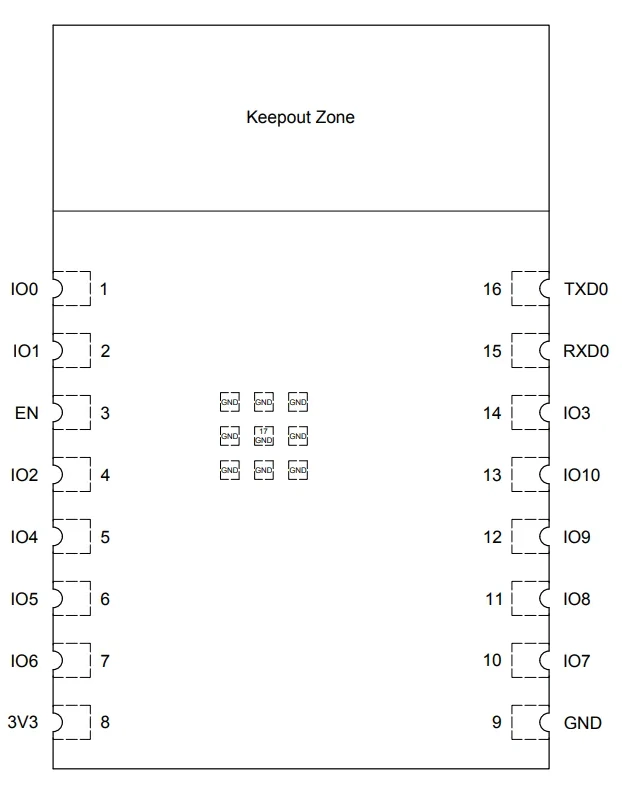 Keepout Zone
IO0 1 16 TXD0
IO1 2 15 RXD0
EN 3 14 IO3
GND GND GND
GND 17 GND GND
GND GND GND
IO2 4 13 IO10
IO4 5 12 IO9
IO5 6 11 IO8
IO6 7 10 IO7
3V3 8 9 GND